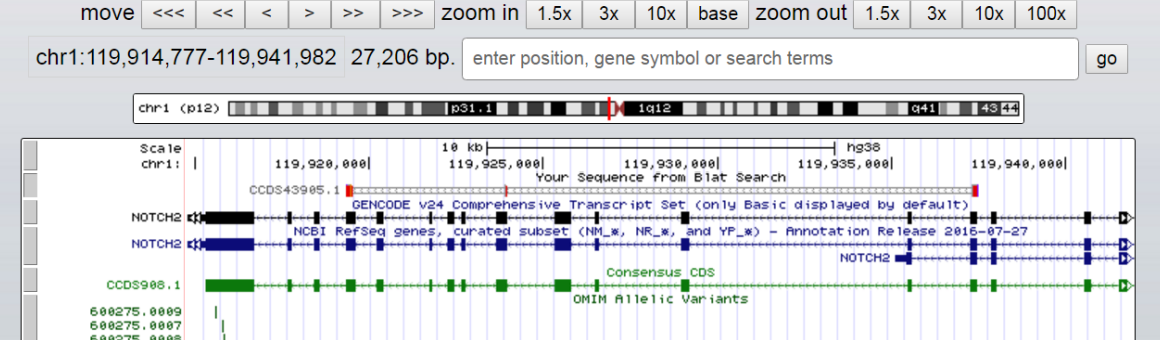 move <<< << < > >> >>> zoom in 1.5x 3x 10x base zoom out 1.5x 3x 10x 100x
chr1:119,914,777-119,941,982 27,206 bp. enter position, gene symbol or search terms go
chr1 (p12) p31.1 1q12 q41 43 44
Scale 10 kb hg38
chr1: 119,920,000 119,925,000 119,930,000 119,935,000 119,940,000
Your Sequence from Blat Search
CCDS43905.1
GENCODE v24 Comprehensive Transcript Set (only Basic displayed by default)
NOTCH2
NCBI RefSeq genes, curated subset (NM_*, NR_*, and YP_*) - Annotation Release 2016-07-27
NOTCH2
NOTCH2
Consensus CDS
CCDS908.1
OMIM Allelic Variants
600275.0009
600275.0007
600275.0008